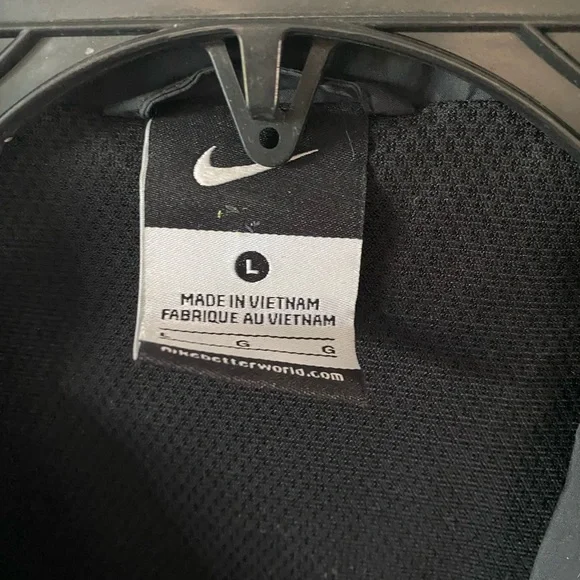 L
MADE IN VIETNAM
FABRIQUE AU VIETNAM
L G G
nikebetterworld.com